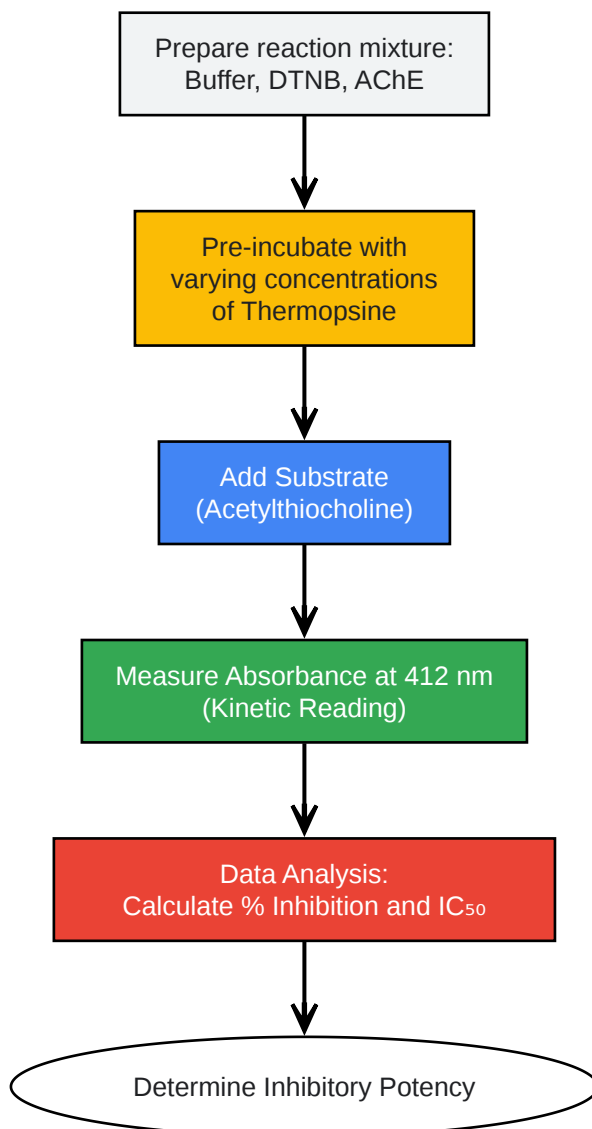 Prepare reaction mixture:
Buffer, DTNB, AChE
Pre-incubate with
varying concentrations
of Thermopsine
Add Substrate
(Acetylthiocholine)
Measure Absorbance at 412 nm
(Kinetic Reading)
Data Analysis:
Calculate % Inhibition and IC₅₀
Determine Inhibitory Potency